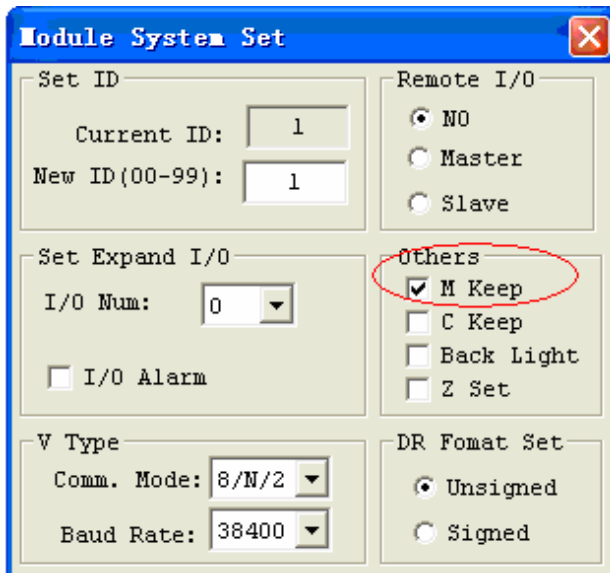 Module System Set
Set ID
Current ID: 1
New ID(00-99): 1
Remote I/O
NO
Master
Slave
Set Expand I/O
I/O Num: 0
I/O Alarm
Others
M Keep
C Keep
Back Light
Z Set
V Type
Comm. Mode: 8/N/2
Baud Rate: 38400
DR Fomat Set
Unsigned
Signed